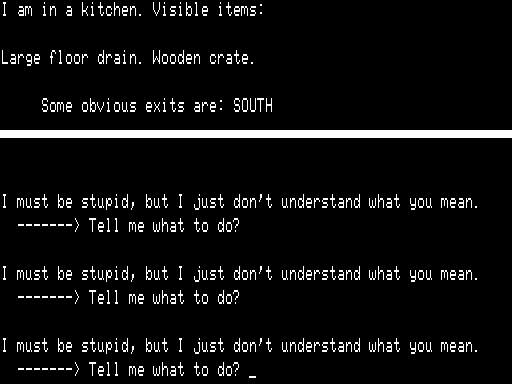 I am in a kitchen. Visible items:
Large floor drain. Wooden crate.
Some obvious exits are: SOUTH
I must be stupid, but I just don't understand what you mean.
-------> Tell me what to do?
I must be stupid, but I just don't understand what you mean.
-------> Tell me what to do?
I must be stupid, but I just don't understand what you mean.
-------> Tell me what to do? _